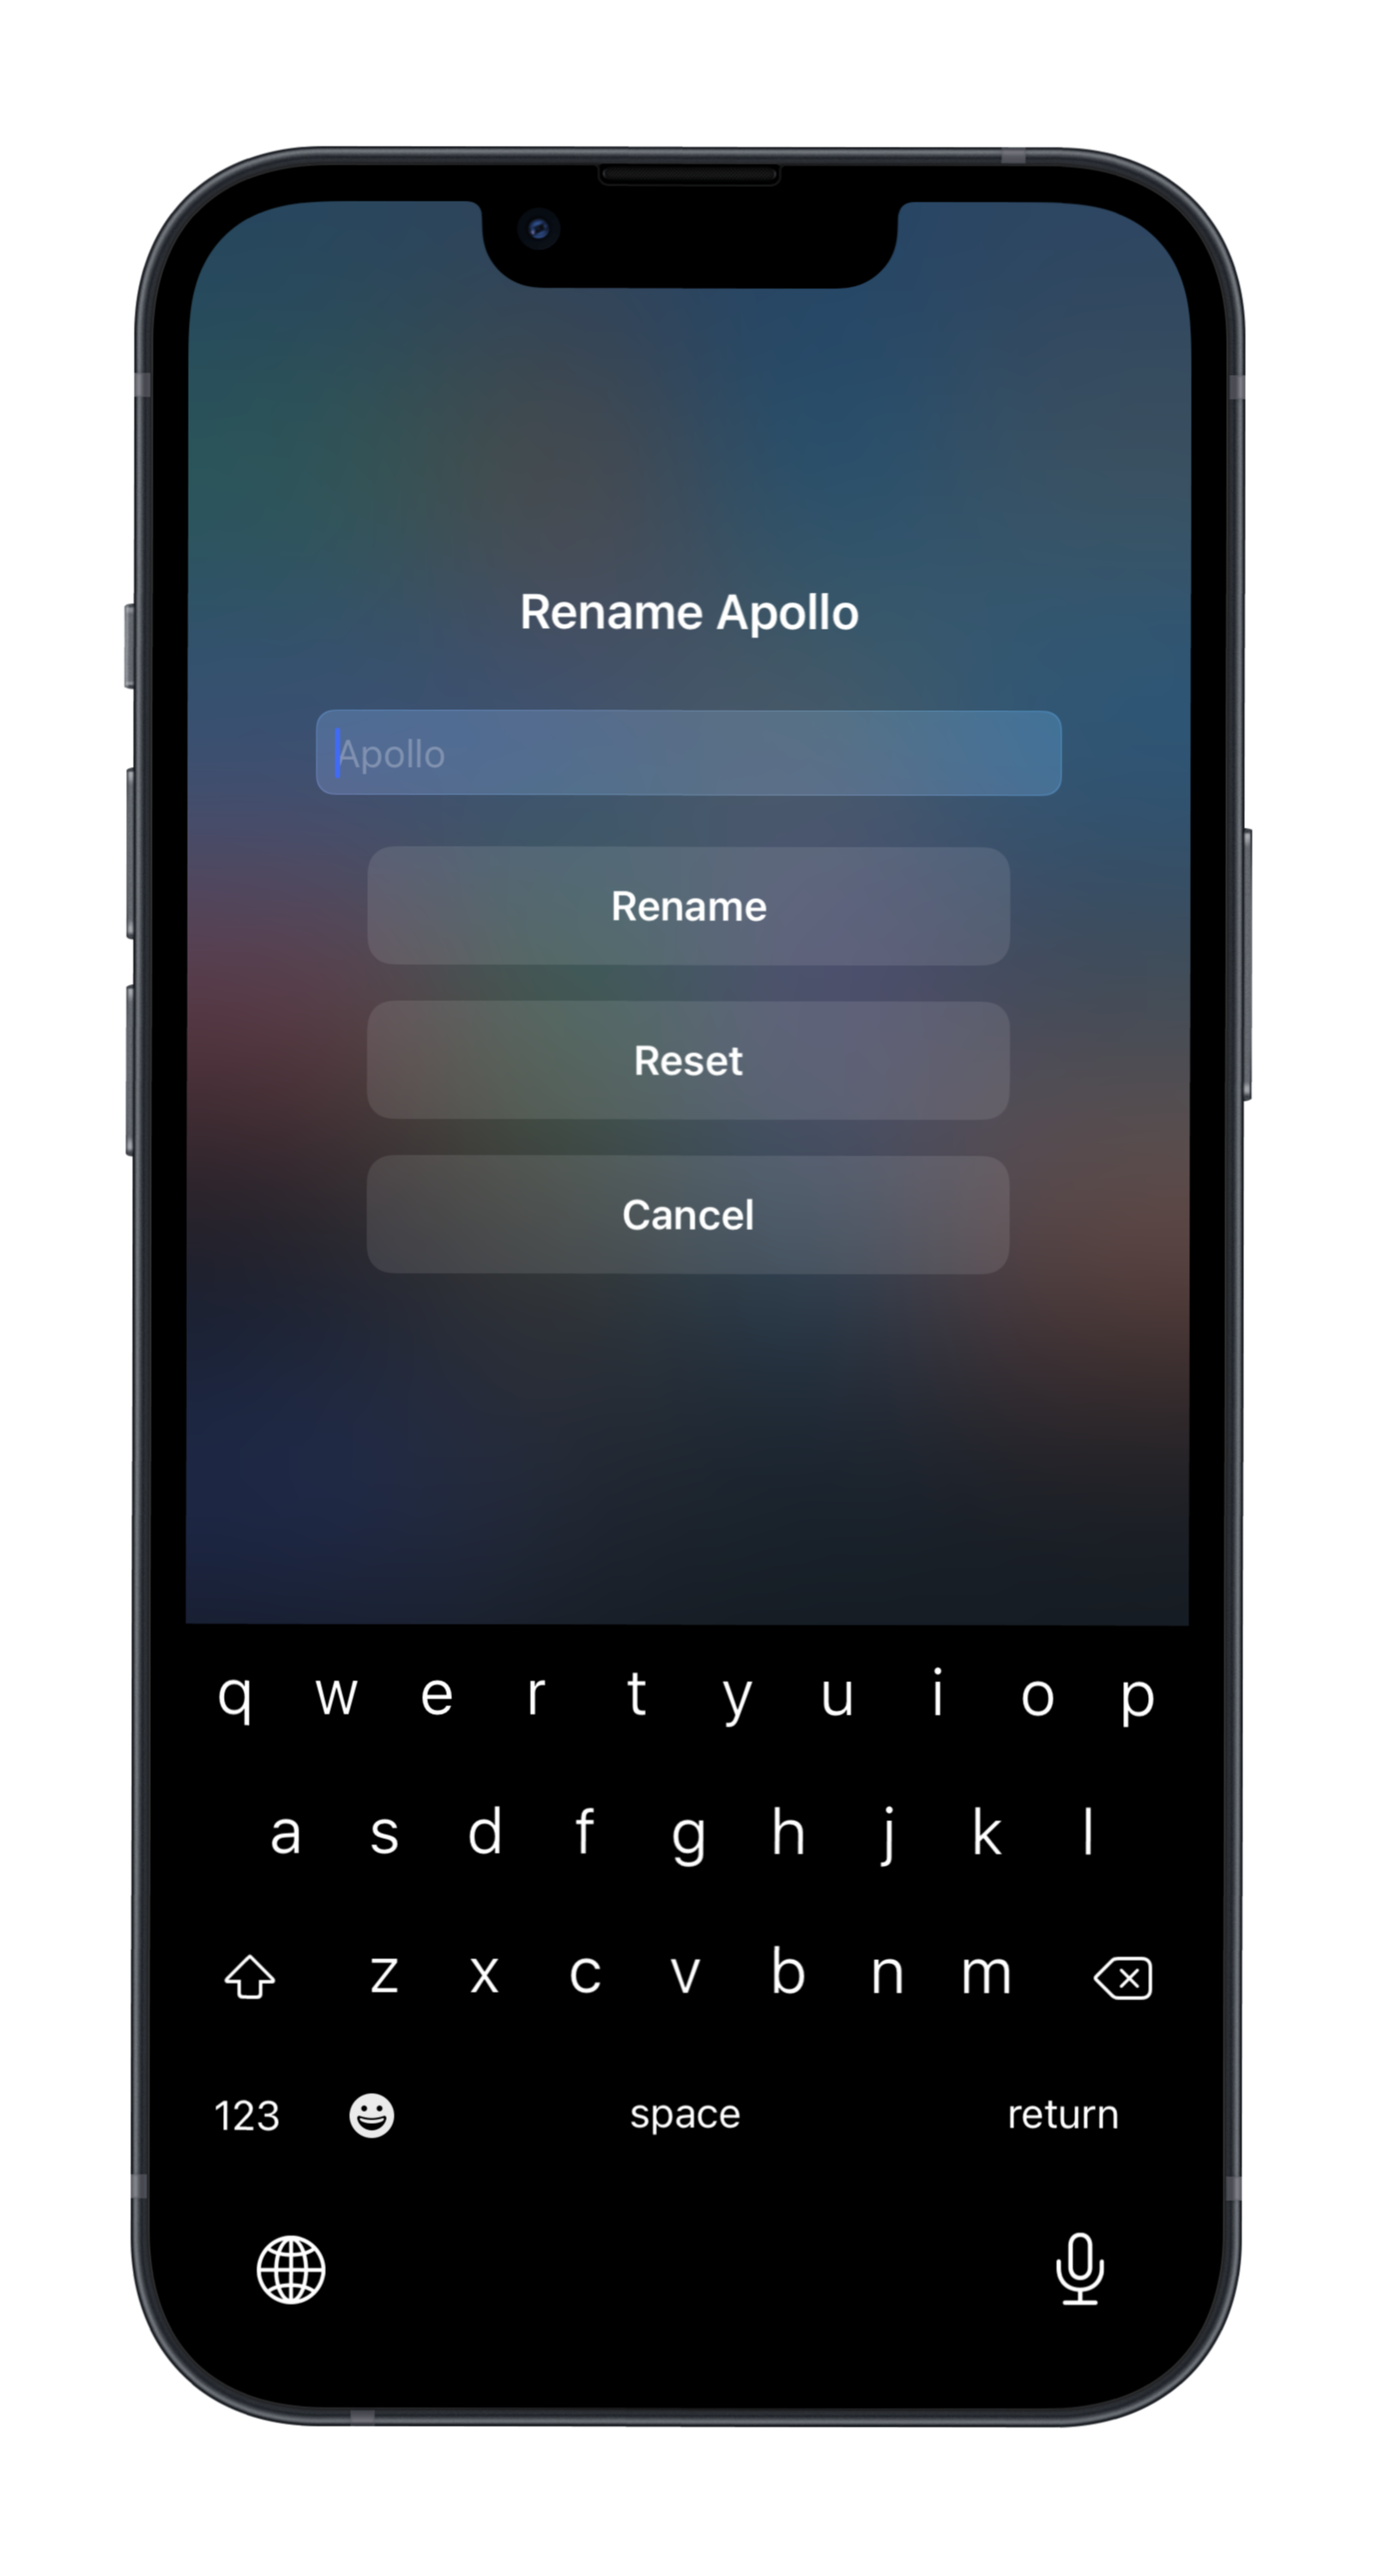 Rename Apollo
Apollo
Rename
Reset
Cancel
q w e r t y u i o p
a s d f g h j k l
z x c v b n m
123 space return